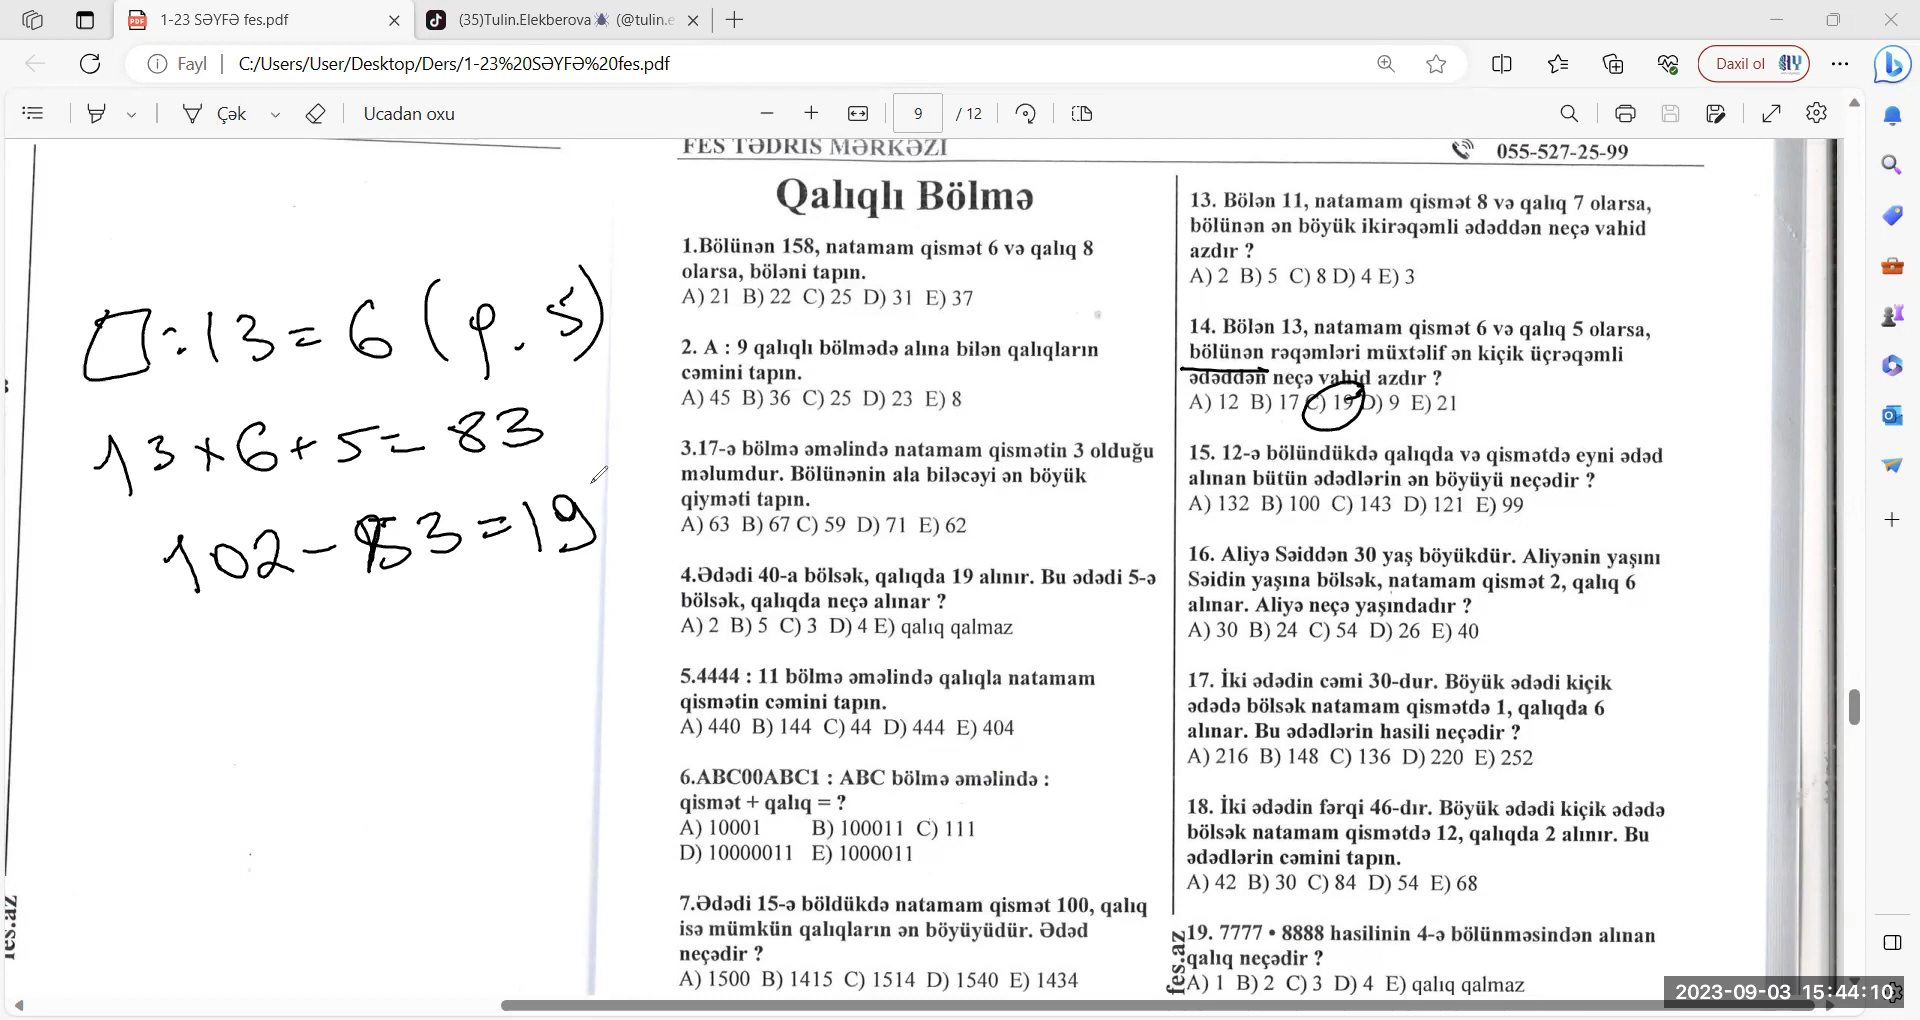 1-23 SƏYFƏ fes.pdf
(35)Tulin.Elekberova🕷 (@tulin.e
Fayl
C:/Users/User/Desktop/Ders/1-23%20SƏYFƏ%20fes.pdf
Daxil ol
Çək
Ucadan oxu
9 / 12
FES TƏDRIS MƏRKƏZI
055-527-25-99
□:13=6 (q. 5)
13×6+5=83
102-83=19
fes.az
Qalıqlı Bölmə
1.Bölünən 158, natamam qismət 6 və qalıq 8
olarsa, böləni tapın.
A) 21 B) 22 C) 25 D) 31 E) 37
2. A : 9 qalıqlı bölmədə alına bilən qalıqların
cəmini tapın.
A) 45 B) 36 C) 25 D) 23 E) 8
3.17-ə bölmə əməlində natamam qismətin 3 olduğu
məlumdur. Bölünənin ala biləcəyi ən böyük
qiyməti tapın.
A) 63 B) 67 C) 59 D) 71 E) 62
4.Ədədi 40-a bölsək, qalıqda 19 alınır. Bu ədədi 5-ə
bölsək, qalıqda neçə alınar ?
A) 2 B) 5 C) 3 D) 4 E) qalıq qalmaz
5.4444 : 11 bölmə əməlində qalıqla natamam
qismətin cəmini tapın.
A) 440 B) 144 C) 44 D) 444 E) 404
6.ABC00ABC1 : ABC bölmə əməlində :
qismət + qalıq = ?
A) 10001 B) 100011 C) 111
D) 10000011 E) 1000011
7.Ədədi 15-ə böldükdə natamam qismət 100, qalıq
isə mümkün qalıqların ən böyüyüdür. Ədəd
neçədir ?
A) 1500 B) 1415 C) 1514 D) 1540 E) 1434
13. Bölən 11, natamam qismət 8 və qalıq 7 olarsa,
bölünən ən böyük ikirəqəmli ədəddən neçə vahid
azdır ?
A) 2 B) 5 C) 8 D) 4 E) 3
14. Bölən 13, natamam qismət 6 və qalıq 5 olarsa,
bölünən rəqəmləri müxtəlif ən kiçik üçrəqəmli
ədəddən neçə vahid azdır ?
A) 12 B) 17 C) 19 D) 9 E) 21
15. 12-ə bölündükdə qalıqda və qismətdə eyni ədəd
alınan bütün ədədlərin ən böyüyü neçədir ?
A) 132 B) 100 C) 143 D) 121 E) 99
16. Aliyə Səiddən 30 yaş böyükdür. Aliyənin yaşını
Səidin yaşına bölsək, natamam qismət 2, qalıq 6
alınar. Aliyə neçə yaşındadır ?
A) 30 B) 24 C) 54 D) 26 E) 40
17. İki ədədin cəmi 30-dur. Böyük ədədi kiçik
ədədə bölsək natamam qismətdə 1, qalıqda 6
alınar. Bu ədədlərin hasili neçədir ?
A) 216 B) 148 C) 136 D) 220 E) 252
18. İki ədədin fərqi 46-dır. Böyük ədədi kiçik ədədə
bölsək natamam qismətdə 12, qalıqda 2 alınır. Bu
ədədlərin cəmini tapın.
A) 42 B) 30 C) 84 D) 54 E) 68
19. 7777 • 8888 hasilinin 4-ə bölünməsindən alınan
qalıq neçədir ?
A) 1 B) 2 C) 3 D) 4 E) qalıq qalmaz
fes.az
2023-09-03 15:44:10